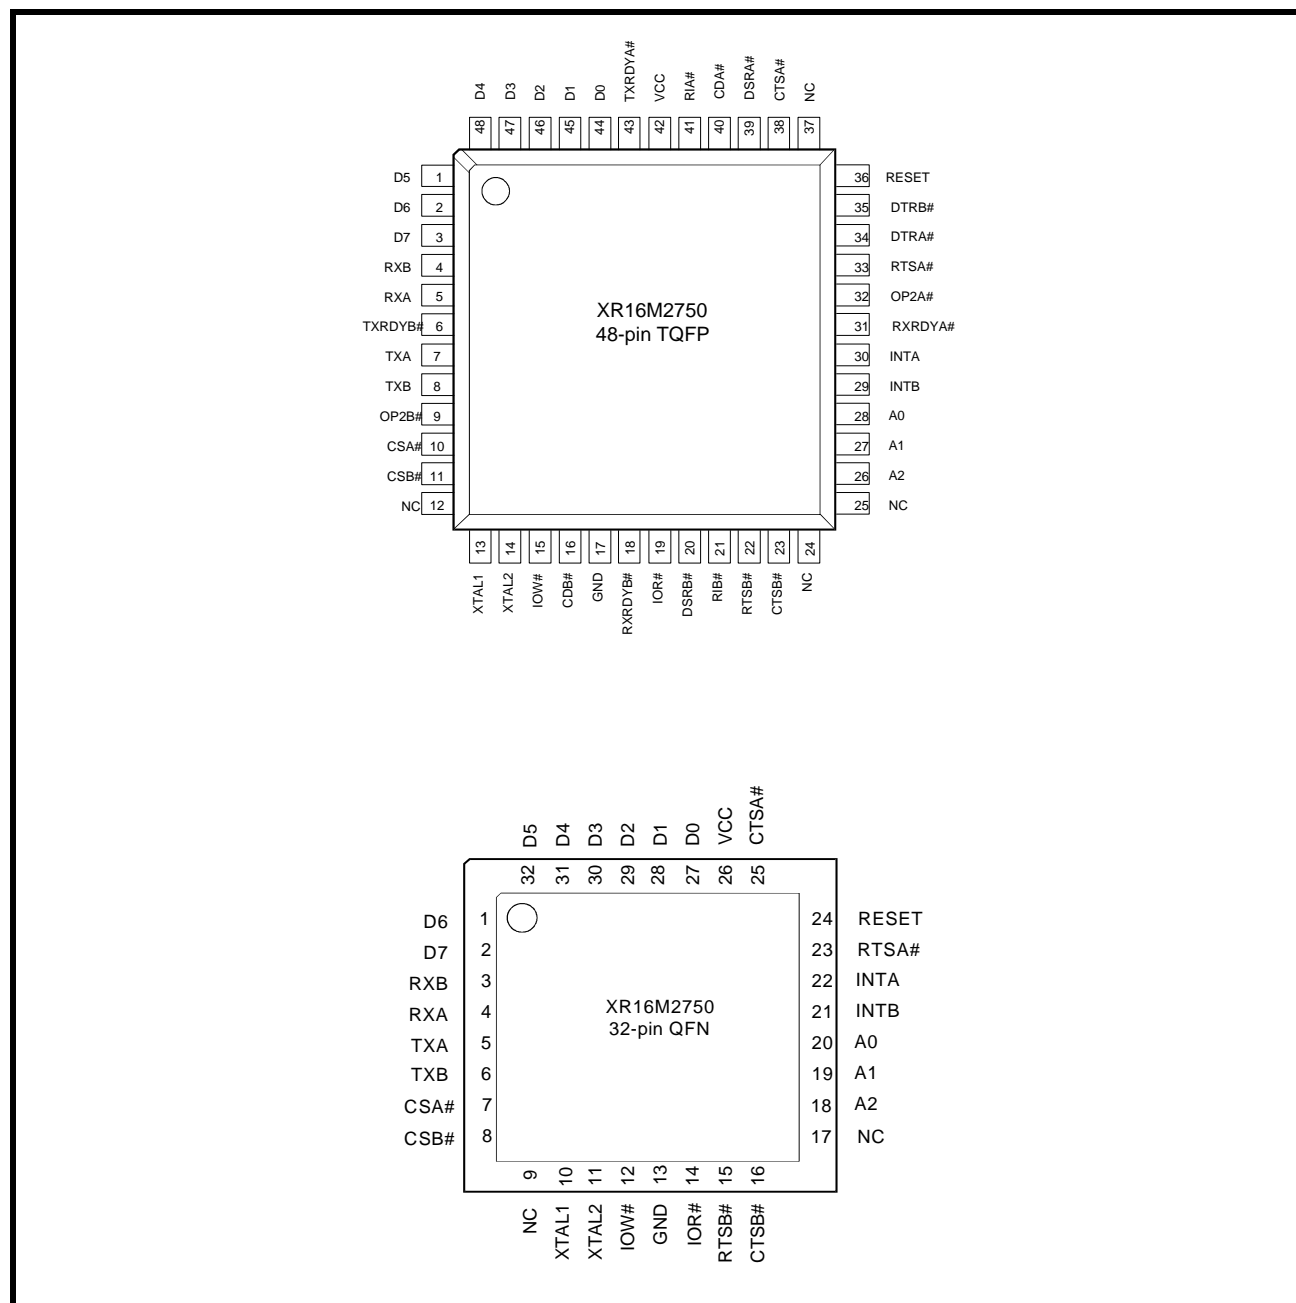 D4 D3 D2 D1 D0 TXRDYA# VCC RIA# CDA# DSRA# CTSA# NC
48 47 46 45 44 43 42 41 40 39 38 37
D5 1
D6 2
D7 3
RXB 4
RXA 5
TXRDYB# 6
TXA 7
TXB 8
OP2B# 9
CSA# 10
CSB# 11
NC 12
XR16M2750
48-pin TQFP
36 RESET
35 DTRB#
34 DTRA#
33 RTSA#
32 OP2A#
31 RXRDYA#
30 INTA
29 INTB
28 A0
27 A1
26 A2
25 NC
13 14 15 16 17 18 19 20 21 22 23 24
XTAL1 XTAL2 IOW# CDB# GND RXRDYB# IOR# DSRB# RIB# RTSB# CTSB# NC
D5 D4 D3 D2 D1 D0 VCC CTSA#
32 31 30 29 28 27 26 25
D6 1
D7 2
RXB 3
RXA 4
TXA 5
TXB 6
CSA# 7
CSB# 8
XR16M2750
32-pin QFN
24 RESET
23 RTSA#
22 INTA
21 INTB
20 A0
19 A1
18 A2
17 NC
9 10 11 12 13 14 15 16
NC XTAL1 XTAL2 IOW# GND IOR# RTSB# CTSB#